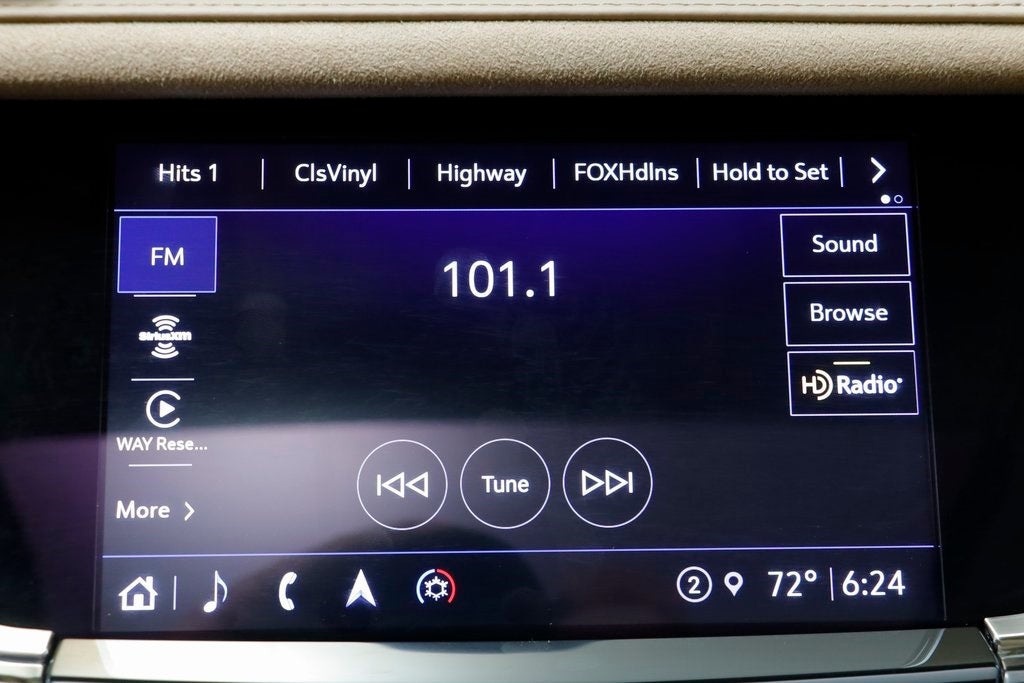 Hits 1 ClsVinyl Highway FOXHdlns Hold to Set
FM
101.1
Sound
SiriusXM
Browse
HD Radio
WAY Rese...
Tune
More
2 72° 6:24